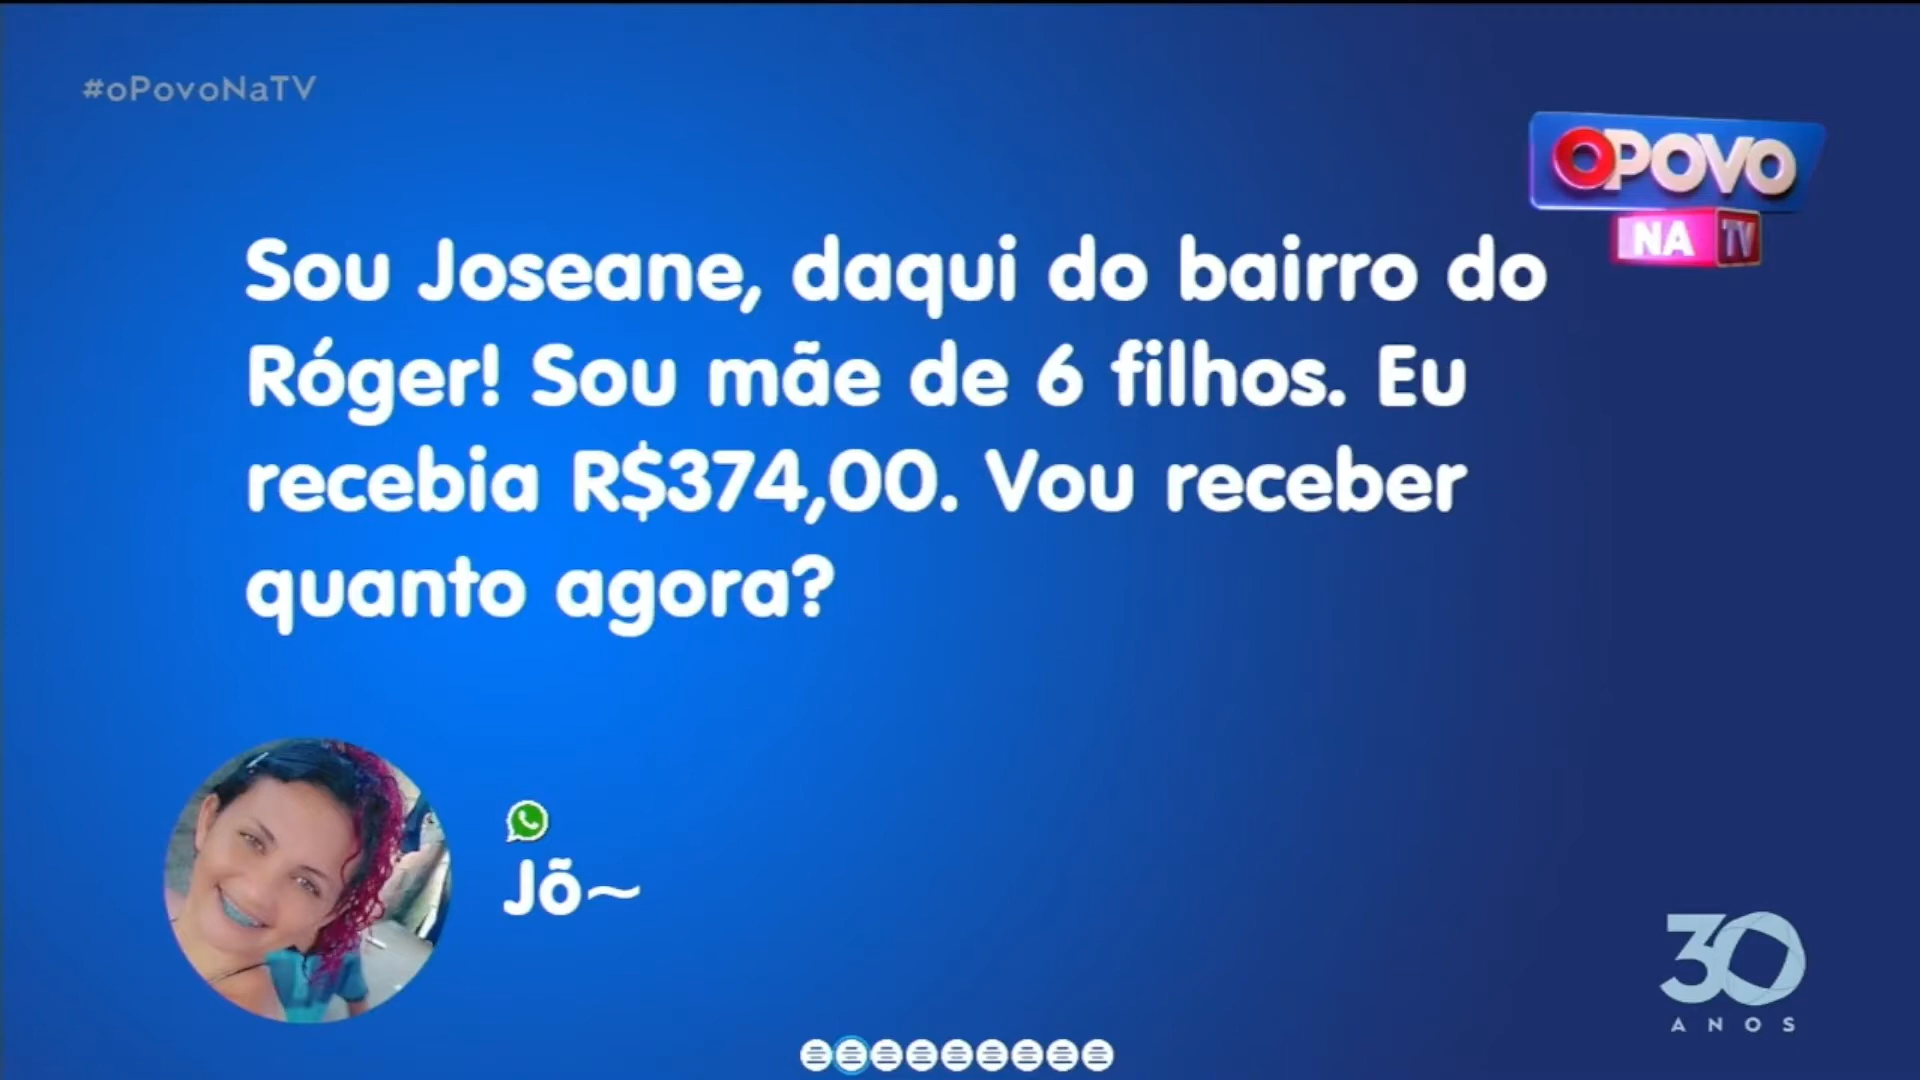 #oPovoNaTV
OPOVO
NA TV
Sou Joseane, daqui do bairro do
Róger! Sou mãe de 6 filhos. Eu
recebia R$374,00. Vou receber
quanto agora?
Jõ~
30
ANOS